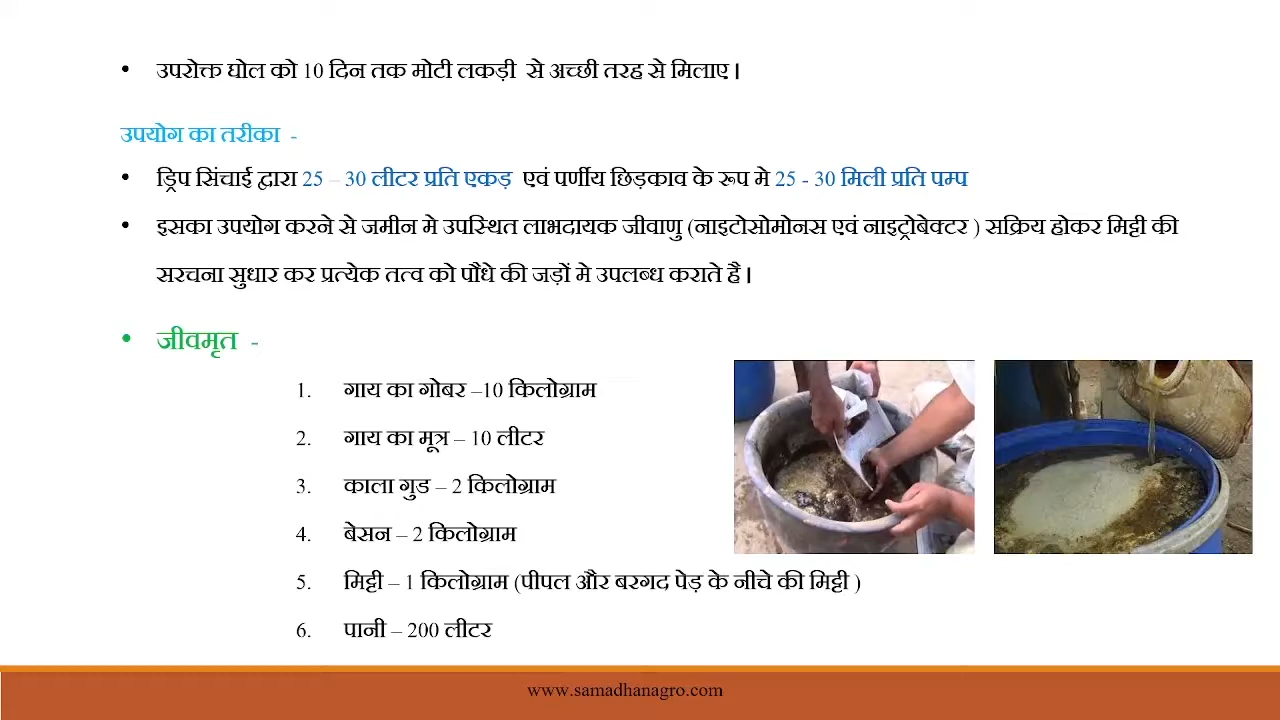 • उपरोक्त घोल को 10 दिन तक मोटी लकड़ी से अच्छी तरह से मिलाए।
उपयोग का तरीका -
• ड्रिप सिंचाई द्वारा 25 – 30 लीटर प्रति एकड़ एवं पर्णीय छिड़काव के रूप मे 25 - 30 मिली प्रति पम्प
• इसका उपयोग करने से जमीन मे उपस्थित लाभदायक जीवाणु (नाइटोसोमोनस एवं नाइट्रोबेक्टर ) सक्रिय होकर मिट्टी की
सरचना सुधार कर प्रत्येक तत्व को पौधे की जड़ों मे उपलब्ध कराते है।
• जीवमृत -
1. गाय का गोबर –10 किलोग्राम
2. गाय का मूत्र – 10 लीटर
3. काला गुड – 2 किलोग्राम
4. बेसन – 2 किलोग्राम
5. मिट्टी – 1 किलोग्राम (पीपल और बरगद पेड़ के नीचे की मिट्टी )
6. पानी – 200 लीटर
www.samadhanagro.com